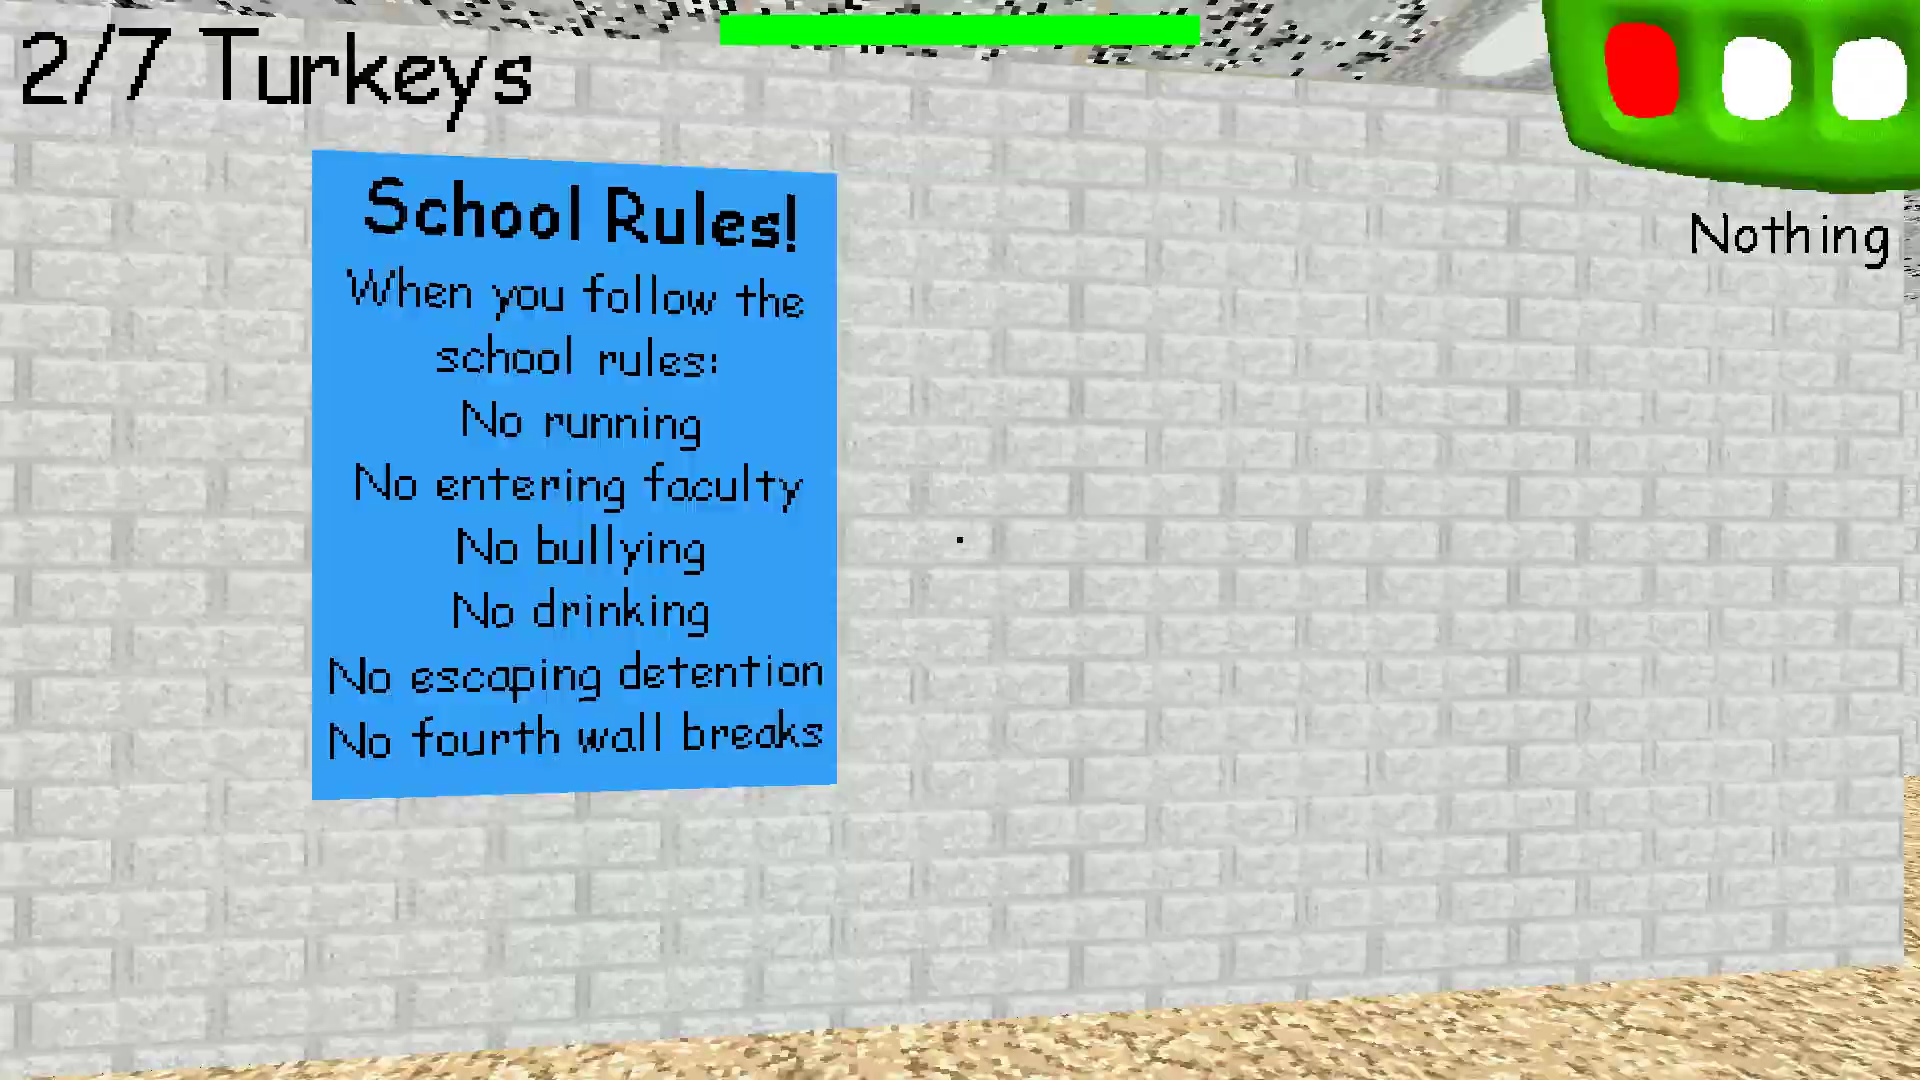 2/7 Turkeys
Nothing
School Rules!
When you follow the
school rules:
No running
No entering faculty
No bullying
No drinking
No escaping detention
No fourth wall breaks